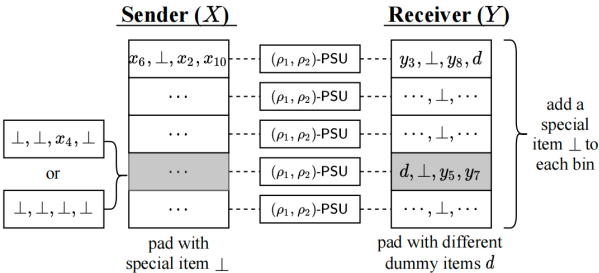 Sender (X)
Receiver (Y)
x₆, ⊥, x₂, x₁₀
(ρ₁, ρ₂)-PSU
y₃, ⊥, y₈, d
⋯
(ρ₁, ρ₂)-PSU
⋯, ⊥, ⋯
⋯
(ρ₁, ρ₂)-PSU
⋯, ⊥, ⋯
⋯
(ρ₁, ρ₂)-PSU
d, ⊥, y₅, y₇
⋯
(ρ₁, ρ₂)-PSU
⋯, ⊥, ⋯
⊥, ⊥, x₄, ⊥
or
⊥, ⊥, ⊥, ⊥
add a
special
item ⊥ to
each bin
pad with
special item ⊥
pad with different
dummy items d